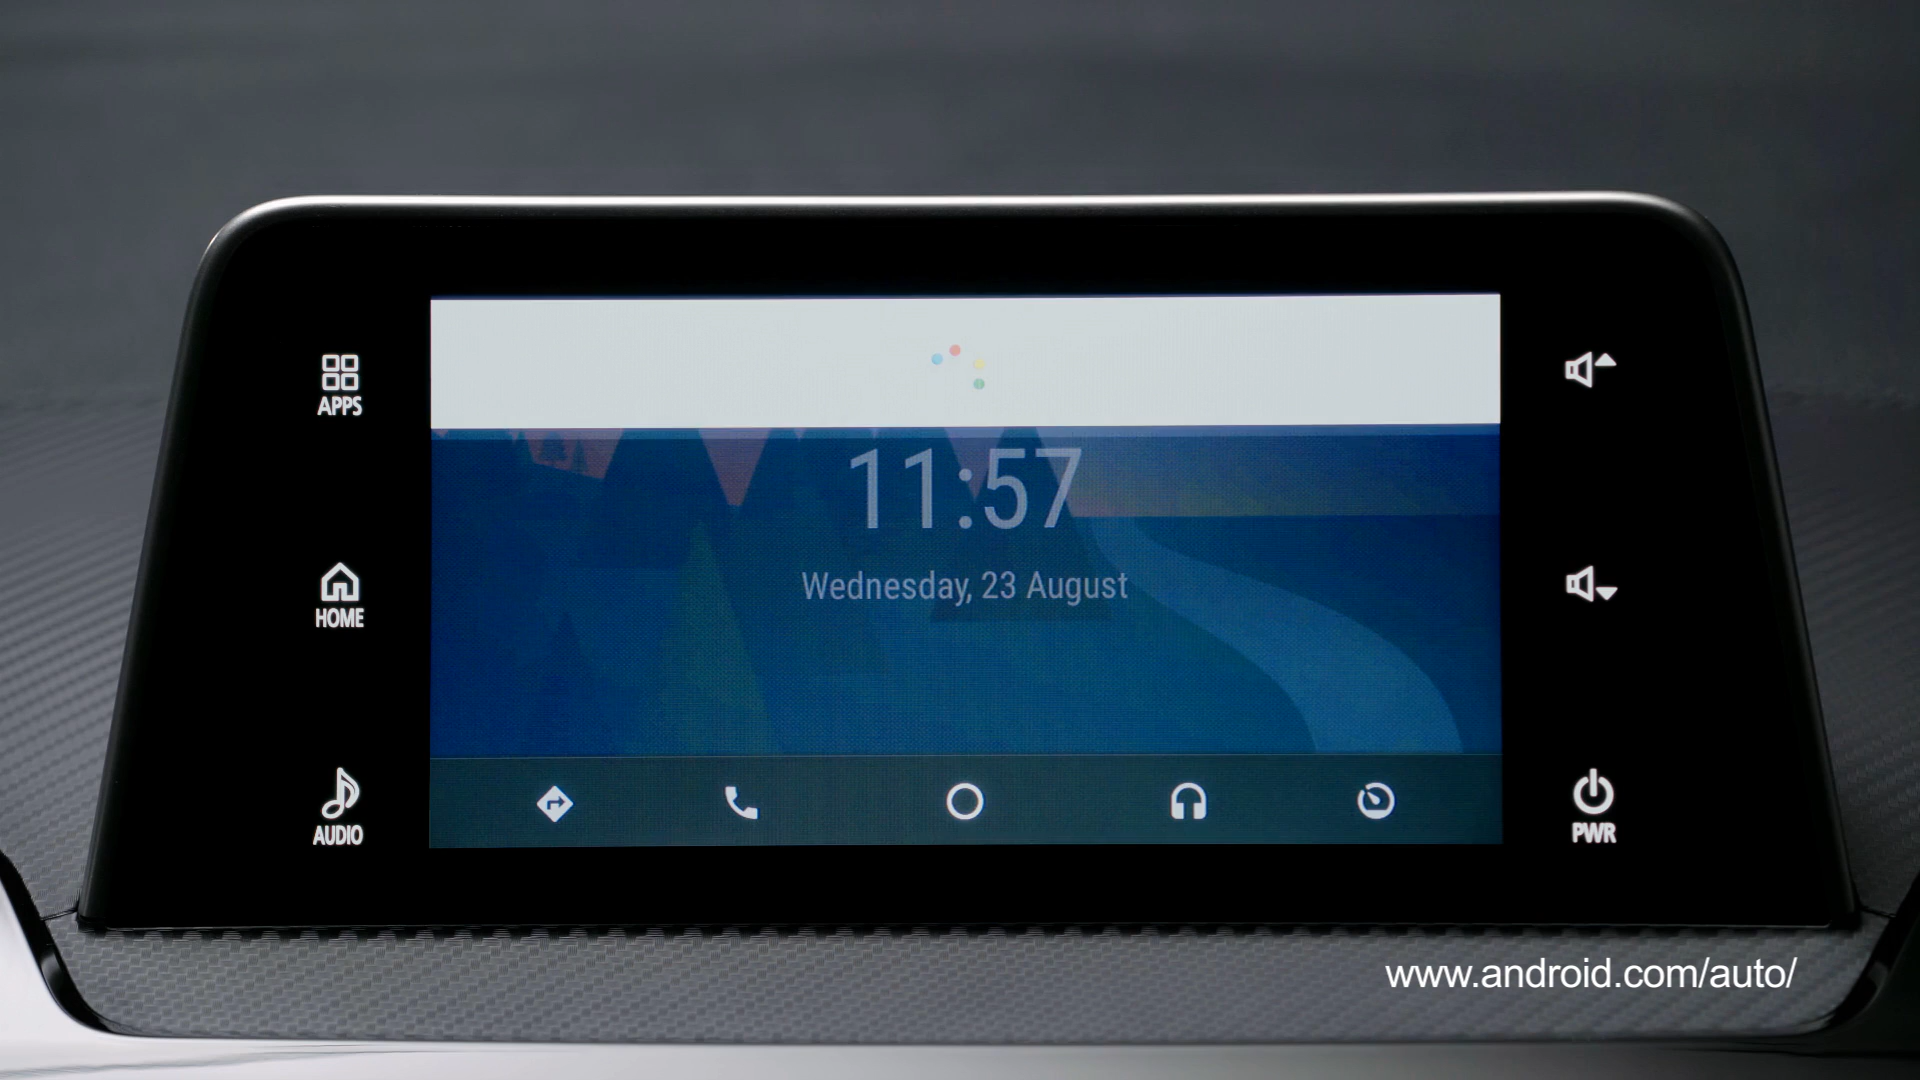 APPS
HOME
AUDIO
11:57
Wednesday, 23 August
PWR
www.android.com/auto/